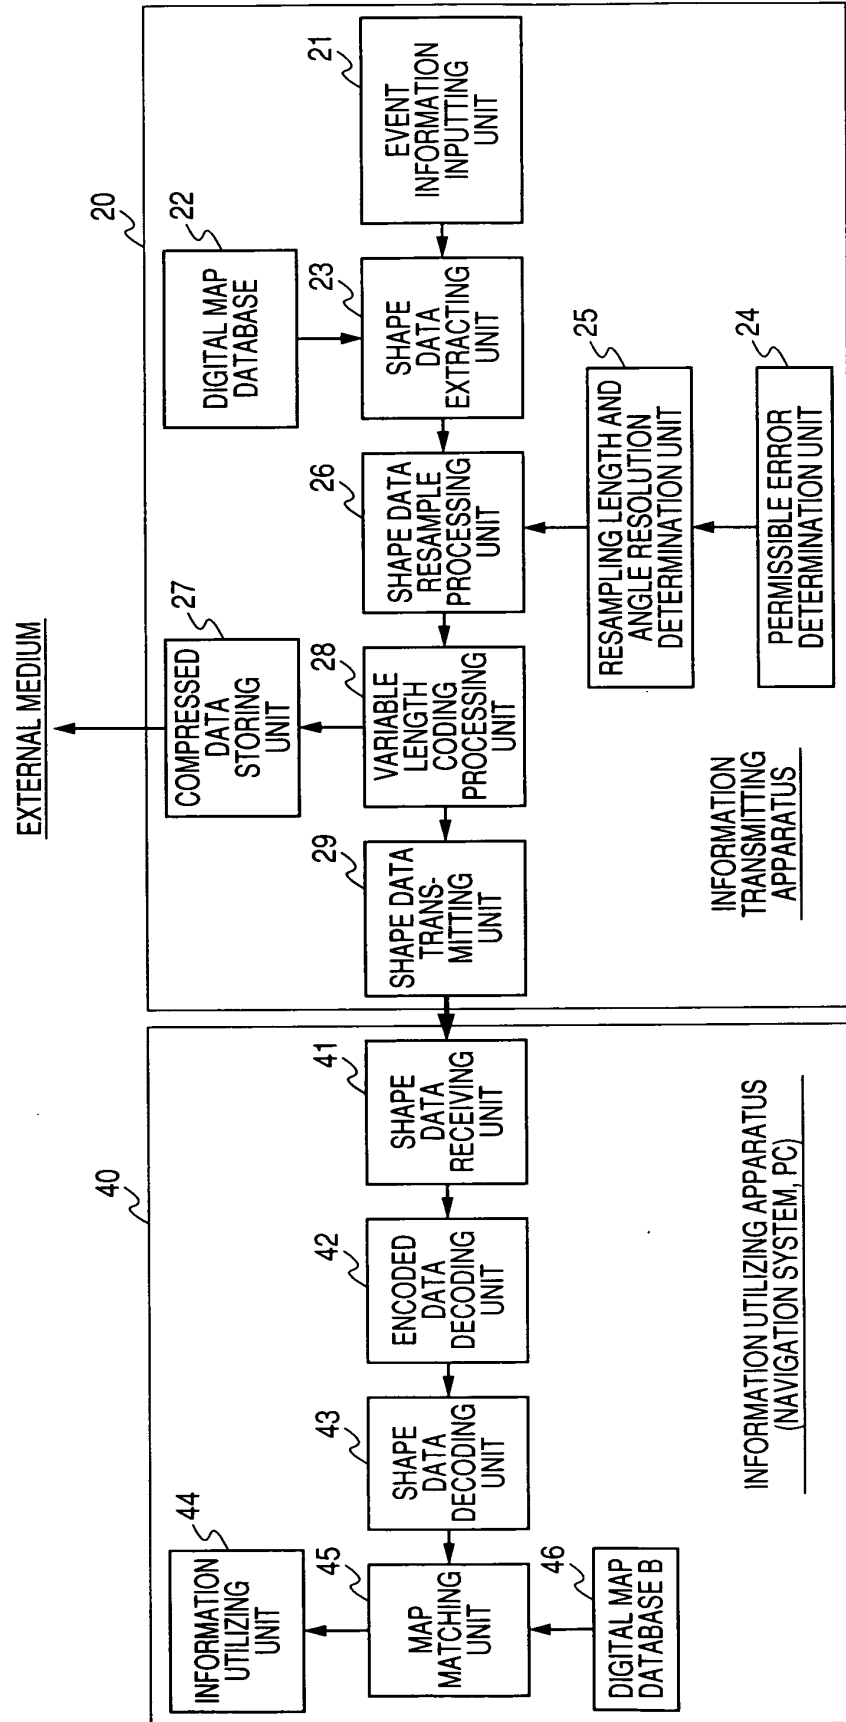 EXTERNAL MEDIUM
20
21
EVENT
INFORMATION
INPUTTING
UNIT
22
DIGITAL MAP
DATABASE
23
SHAPE
DATA
EXTRACTING
UNIT
24
PERMISSIBLE ERROR
DETERMINATION UNIT
25
RESAMPLING LENGTH AND
ANGLE RESOLUTION
DETERMINATION UNIT
26
SHAPE DATA
RESAMPLE
PROCESSING
UNIT
27
COMPRESSED
DATA
STORING
UNIT
28
VARIABLE
LENGTH
CODING
PROCESSING
UNIT
29
SHAPE DATA
TRANS-
MITTING
UNIT
INFORMATION
TRANSMITTING
APPARATUS
40
41
SHAPE
DATA
RECEIVING
UNIT
42
ENCODED
DATA
DECODING
UNIT
43
SHAPE
DATA
DECODING
UNIT
44
INFORMATION
UTILIZING
UNIT
45
MAP
MATCHING
UNIT
46
DIGITAL MAP
DATABASE B
INFORMATION UTILIZING APPARATUS
(NAVIGATION SYSTEM, PC)